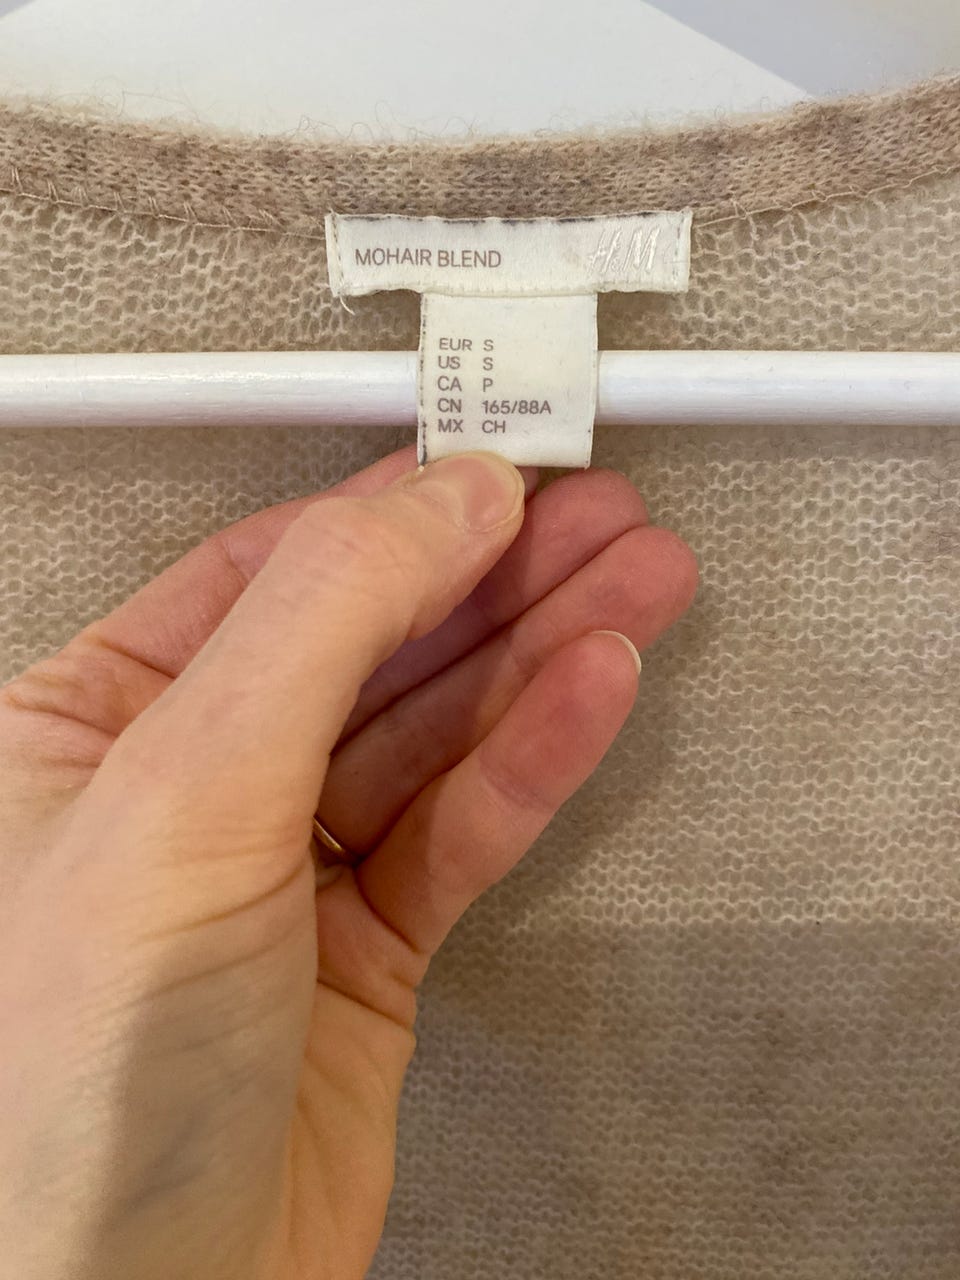 MOHAIR BLEND H&M
EUR S
US S
CA P
CN 165/88A
MX CH